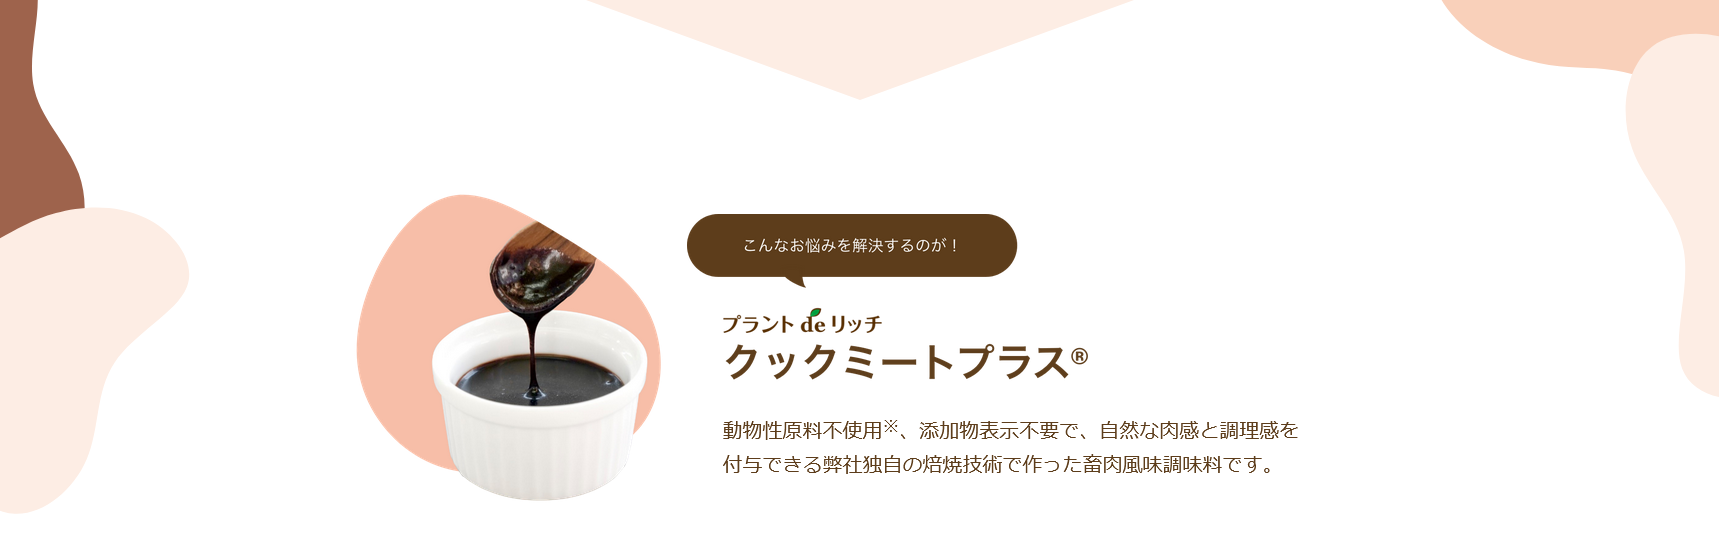 こんなお悩みを解決するのが！
プラント de リッチ
クックミートプラス®
動物性原料不使用※、添加物表示不要で、自然な肉感と調理感を
付与できる弊社独自の焙焼技術で作った畜肉風味調味料です。